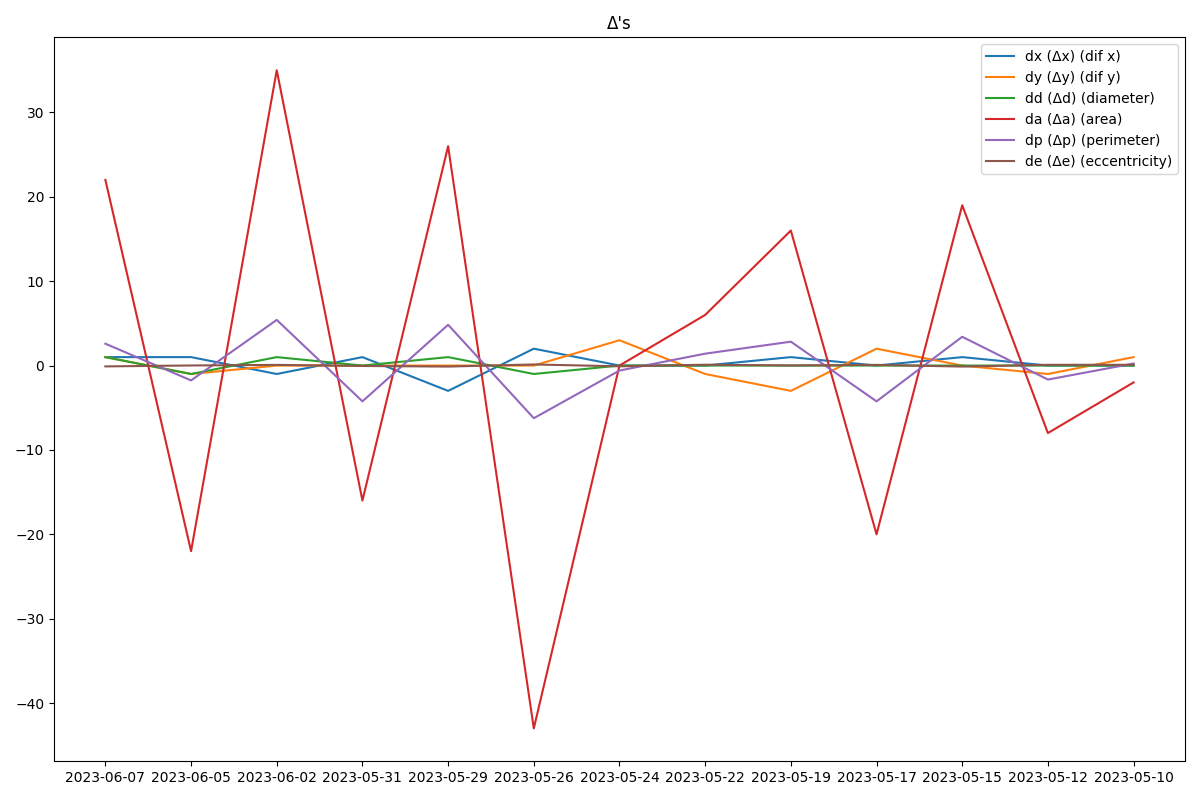 Δ's
dx (Δx) (dif x)
dy (Δy) (dif y)
dd (Δd) (diameter)
da (Δa) (area)
dp (Δp) (perimeter)
de (Δe) (eccentricity)
30
20
10
0
−10
−20
−30
−40
2023-06-07 2023-06-05 2023-06-02 2023-05-31 2023-05-29 2023-05-26 2023-05-24 2023-05-22 2023-05-19 2023-05-17 2023-05-15 2023-05-12 2023-05-10